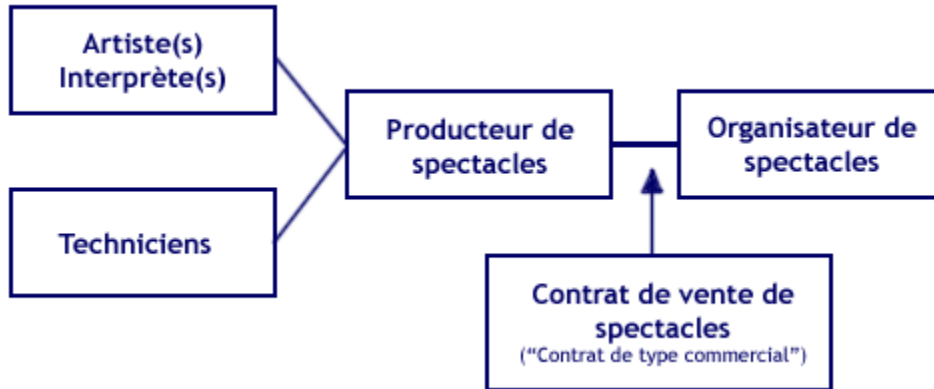 Artiste(s)
Interprète(s)
Producteur de
spectacles
Organisateur de
spectacles
Techniciens
Contrat de vente de
spectacles
(“Contrat de type commercial”)